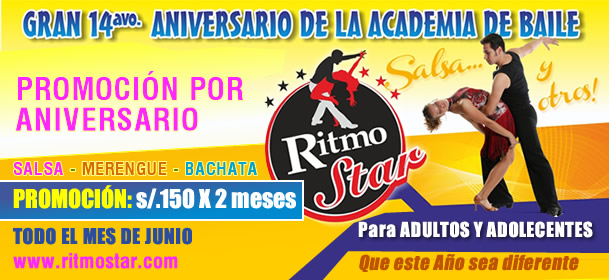 GRAN 14avo. ANIVERSARIO DE LA ACADEMIA DE BAILE
PROMOCIÓN POR
ANIVERSARIO
SALSA - MERENGUE - BACHATA
PROMOCIÓN: s/.150 X 2 meses
TODO EL MES DE JUNIO
www.ritmostar.com
Ritmo
Star
Salsa...
y
otros!
Para ADULTOS Y ADOLECENTES
Que este Año sea diferente